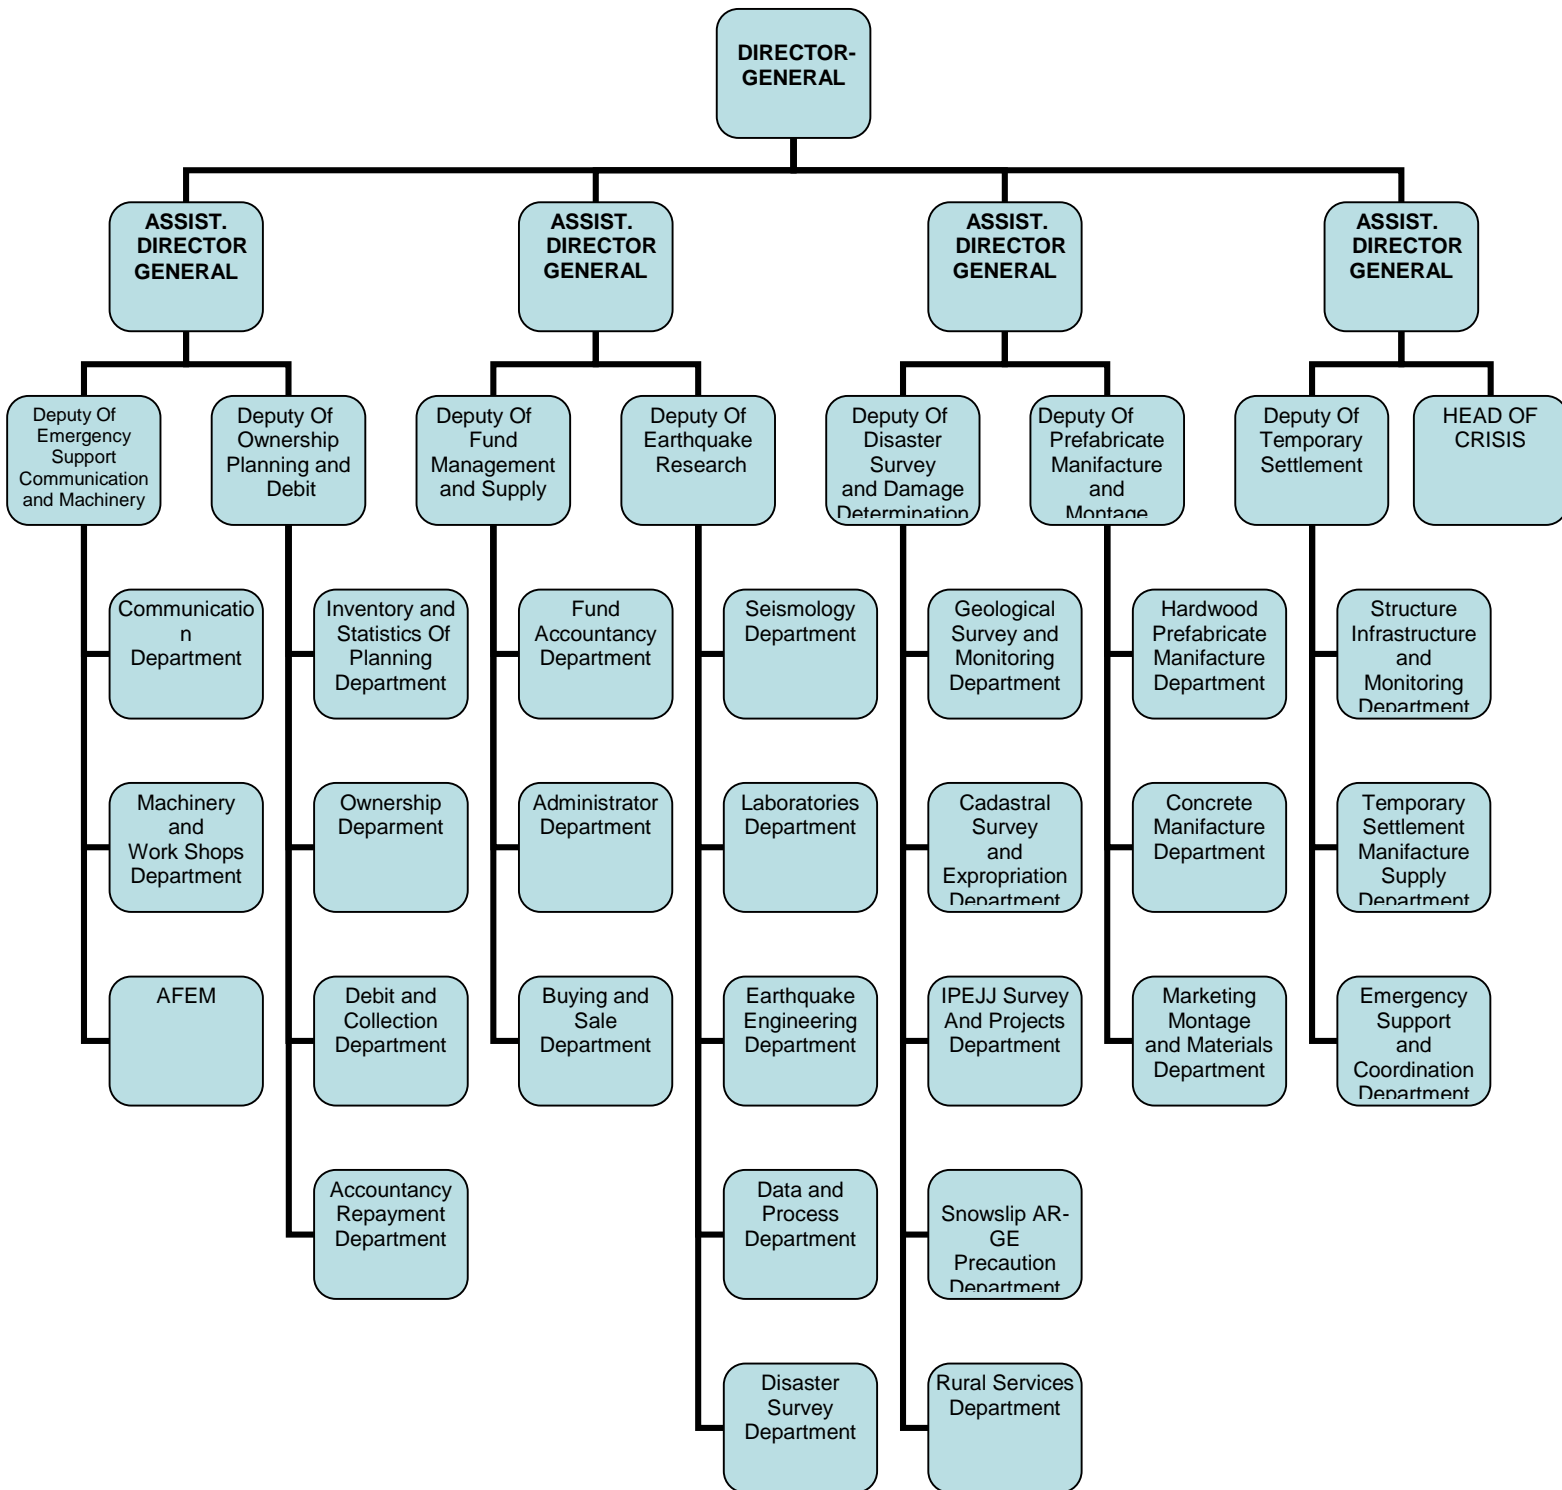 DIRECTOR-
GENERAL
ASSIST.
DIRECTOR
GENERAL
ASSIST.
DIRECTOR
GENERAL
ASSIST.
DIRECTOR
GENERAL
ASSIST.
DIRECTOR
GENERAL
Deputy Of
Emergency
Support
Communication
and Machinery
Deputy Of
Ownership
Planning and
Debit
Deputy Of
Fund
Management
and Supply
Deputy Of
Earthquake
Research
Deputy Of
Disaster
Survey
and Damage
Determination
Deputy Of
Prefabricate
Manifacture
and
Montage
Deputy Of
Temporary
Settlement
HEAD OF
CRISIS
Communicatio
n
Department
Inventory and
Statistics Of
Planning
Department
Fund
Accountancy
Department
Seismology
Department
Geological
Survey and
Monitoring
Department
Hardwood
Prefabricate
Manifacture
Department
Structure
Infrastructure
and
Monitoring
Department
Machinery
and
Work Shops
Department
Ownership
Deparment
Administrator
Department
Laboratories
Department
Cadastral
Survey
and
Expropriation
Department
Concrete
Manifacture
Department
Temporary
Settlement
Manifacture
Supply
Department
AFEM
Debit and
Collection
Department
Buying and
Sale
Department
Earthquake
Engineering
Department
IPEJJ Survey
And Projects
Department
Marketing
Montage
and Materials
Department
Emergency
Support
and
Coordination
Department
Accountancy
Repayment
Department
Data and
Process
Department
Snowslip AR-
GE
Precaution
Department
Disaster
Survey
Department
Rural Services
Department